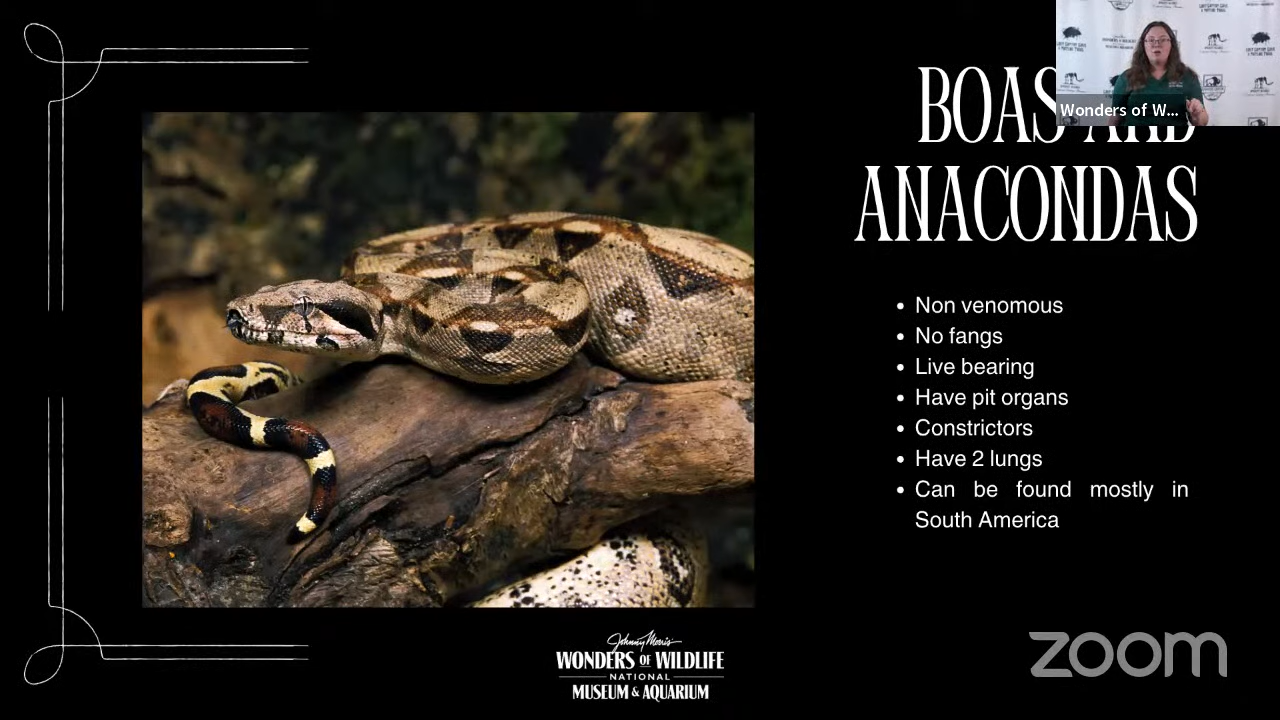 BOAS AND
ANACONDAS
Wonders of W...
Non venomous
No fangs
Live bearing
Have pit organs
Constrictors
Have 2 lungs
Can be found mostly in
South America
Johnny Morris
WONDERS OF WILDLIFE
NATIONAL
MUSEUM & AQUARIUM
zoom